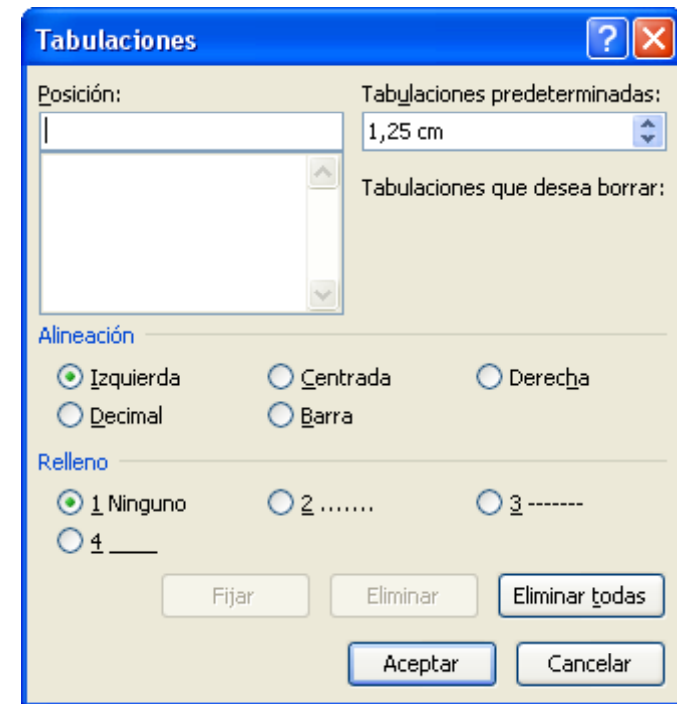 Tabulaciones
Posición:
Tabulaciones predeterminadas:
1,25 cm
Tabulaciones que desea borrar:
Alineación
Izquierda Centrada Derecha
Decimal Barra
Relleno
1 Ninguno 2 ....... 3 -------
4 ____
Fijar Eliminar Eliminar todas
Aceptar Cancelar